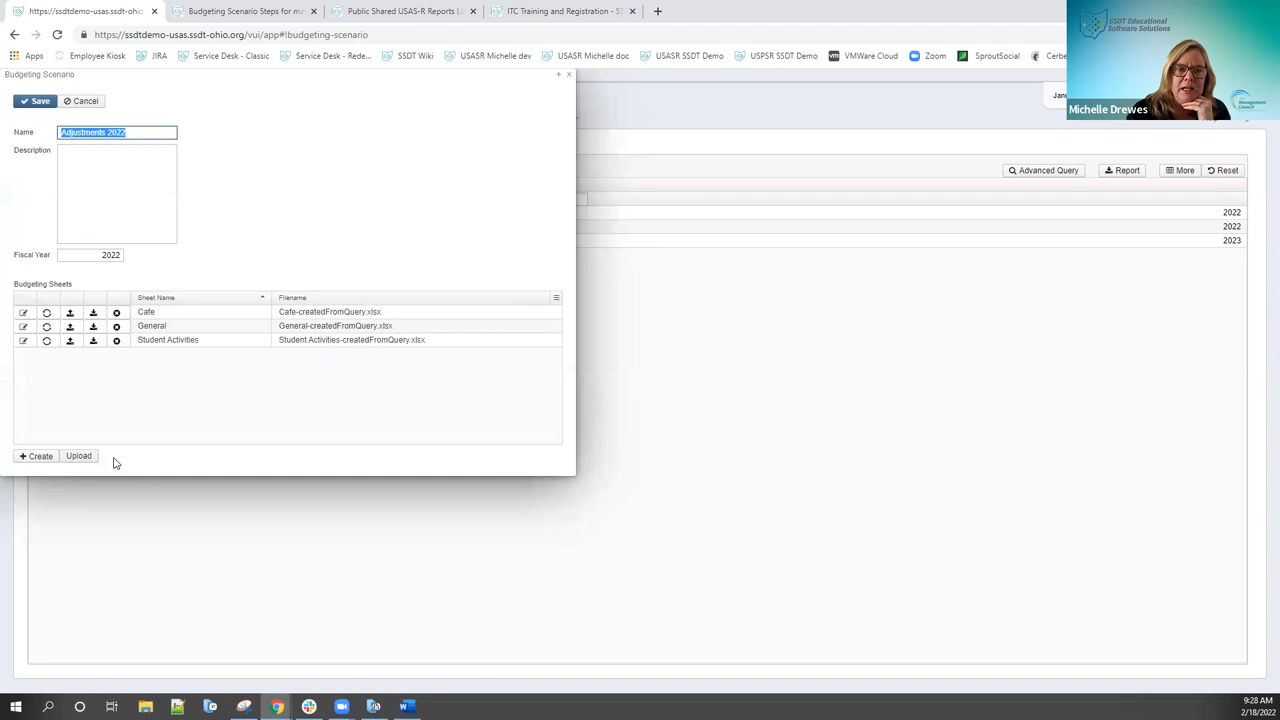 https://ssdtdemo-usas.ssdt-ohio
Budgeting Scenario Steps for ma
Public Shared USAS-R Reports Li
ITC Training and Registration - SS
https://ssdtdemo-usas.ssdt-ohio.org/vui/app#!budgeting-scenario
Apps
Employee Kiosk
JIRA
Service Desk - Classic
Service Desk - Rede...
SSDT Wiki
USASR Michelle dev
USASR Michelle doc
USASR SSDT Demo
USPSR SSDT Demo
VMWare Cloud
Zoom
SproutSocial
Cerbe
SSDT Educational
Software Solutions
Management
Council
Michelle Drewes
Budgeting Scenario
Janu
Save
Cancel
Name
Adjustments 2022
Description
Fiscal Year
2022
Advanced Query
Report
More
Reset
2022
2022
2023
Budgeting Sheets
Sheet Name
Filename
Cafe
Cafe-createdFromQuery.xlsx
General
General-createdFromQuery.xlsx
Student Activities
Student Activities-createdFromQuery.xlsx
Create
Upload
9:28 AM
2/18/2022